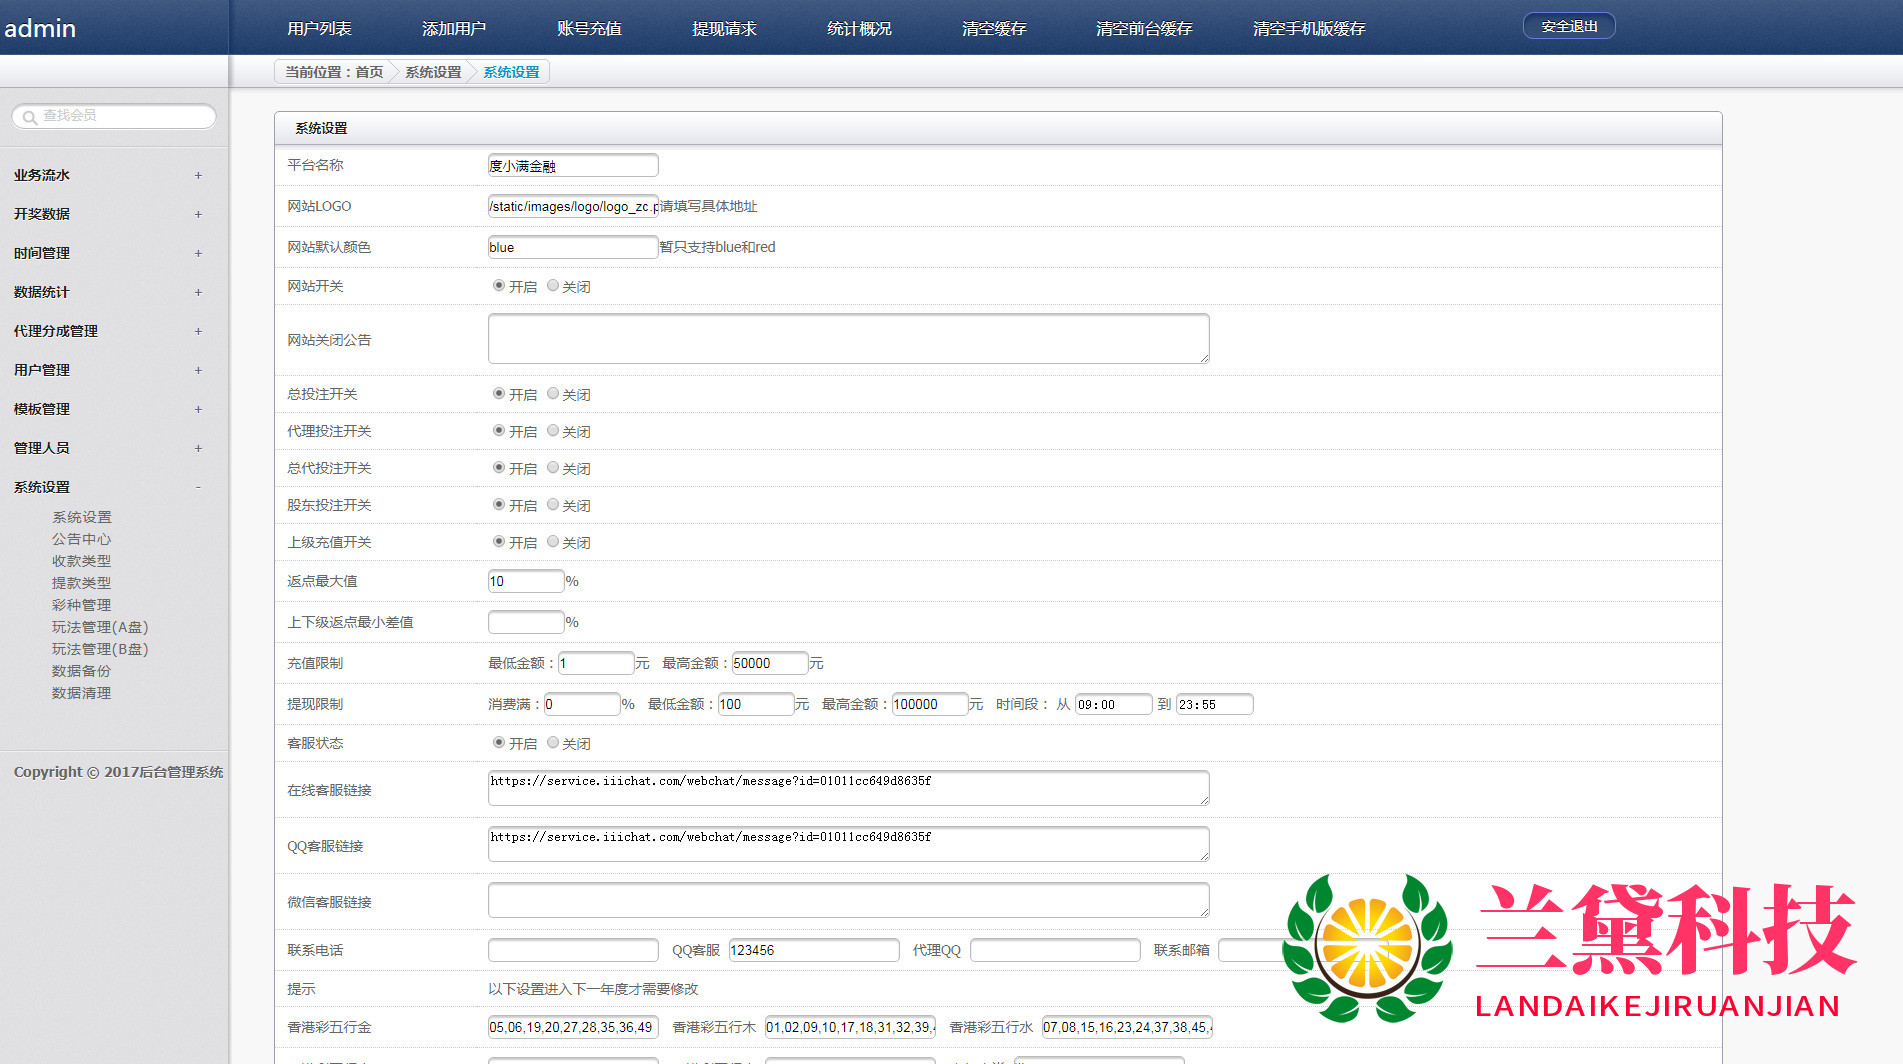 admin
用户列表 添加用户 账号充值 提现请求 统计概况 清空缓存 清空前台缓存 清空手机版缓存 安全退出
当前位置：首页 系统设置 系统设置
查找会员
业务流水 +
开奖数据 +
时间管理 +
数据统计 +
代理分成管理 +
用户管理 +
模板管理 +
管理人员 +
系统设置 -
系统设置
公告中心
收款类型
提款类型
彩种管理
玩法管理(A盘)
玩法管理(B盘)
数据备份
数据清理
Copyright © 2017后台管理系统
系统设置
平台名称 度小满金融
网站LOGO /static/images/logo/logo_zc.p 请填写具体地址
网站默认颜色 blue 暂只支持blue和red
网站开关 开启 关闭
网站关闭公告
总投注开关 开启 关闭
代理投注开关 开启 关闭
总代投注开关 开启 关闭
股东投注开关 开启 关闭
上级充值开关 开启 关闭
返点最大值 10 %
上下级返点最小差值 %
充值限制 最低金额：1 元 最高金额：50000 元
提现限制 消费满：0 % 最低金额：100 元 最高金额：100000 元 时间段： 从 09:00 到 23:55
客服状态 开启 关闭
在线客服链接 https://service.iiichat.com/webchat/message?id=01011cc649d8635f
QQ客服链接 https://service.iiichat.com/webchat/message?id=01011cc649d8635f
微信客服链接
联系电话 QQ客服 123456 代理QQ 联系邮箱
提示 以下设置进入下一年度才需要修改
香港彩五行金 05,06,19,20,27,28,35,36,49 香港彩五行木 01,02,09,10,17,18,31,32,39, 香港彩五行水 07,08,15,16,23,24,37,38,45,
兰黛科技
LANDAIKEJIRUANJIAN